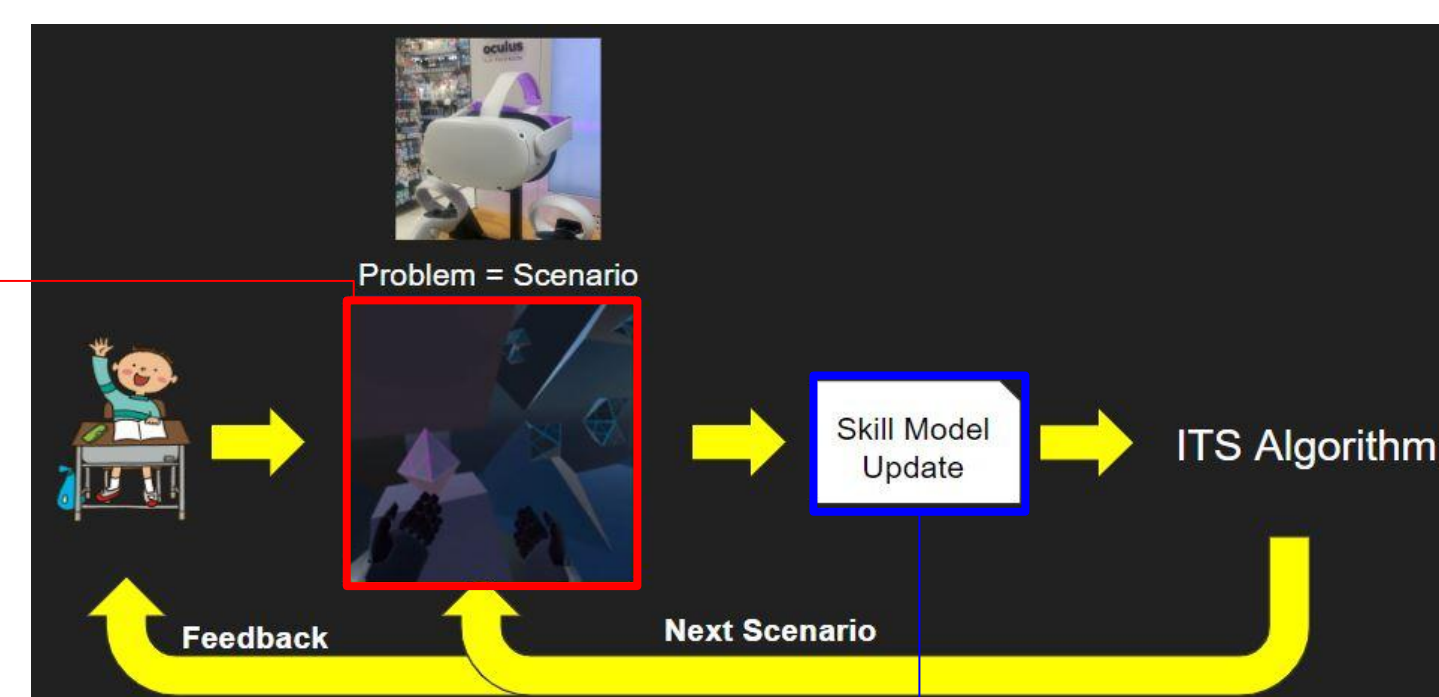 oculus
Problem = Scenario
Skill Model
Update
ITS Algorithm
Feedback
Next Scenario